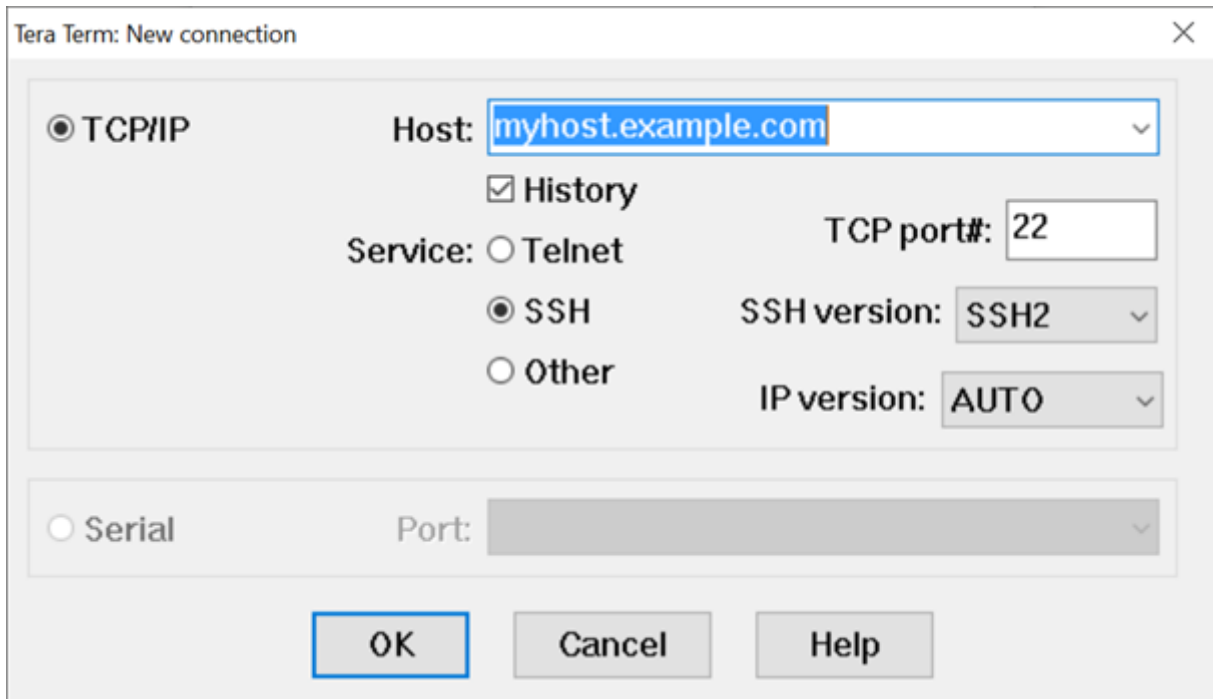 Tera Term: New connection
TCP/IP Host: myhost.example.com
History
TCP port#: 22
Service: Telnet
SSH SSH version: SSH2
Other
IP version: AUTO
Serial Port:
OK Cancel Help